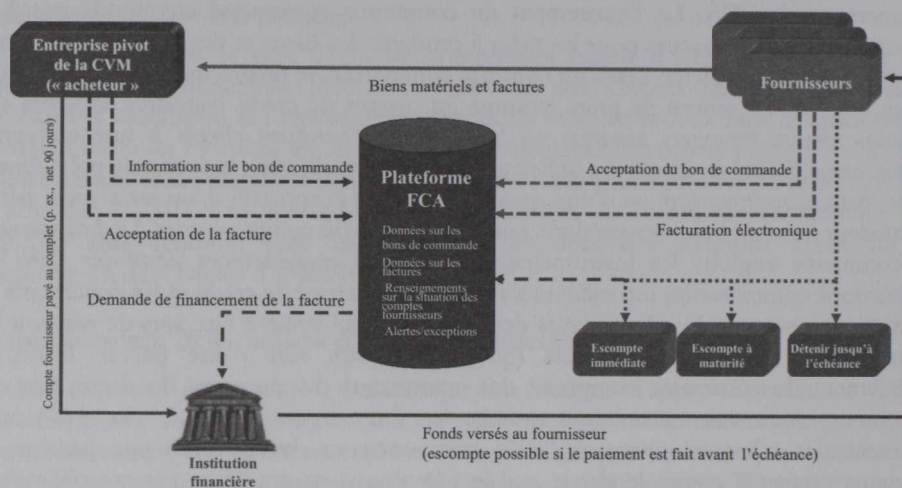 Entreprise pivot
de la CVM
(« acheteur »
Fournisseurs
Biens matériels et factures
Compte fournisseur payé au complet (p. ex., net 90 jours)
Information sur le bon de commande
Plateforme
FCA
Acceptation du bon de commande
Acceptation de la facture
Facturation électronique
Données sur les
bons de commande
Données sur les
factures
Renseignements
sur la situation des
comptes
fournisseurs
Alertes/exceptions
Demande de financement de la facture
Escompte
immédiate
Escompte à
maturité
Détenir jusqu'à
l'échéance
Fonds versés au fournisseur
(escompte possible si le paiement est fait avant l'échéance)
Institution
financière